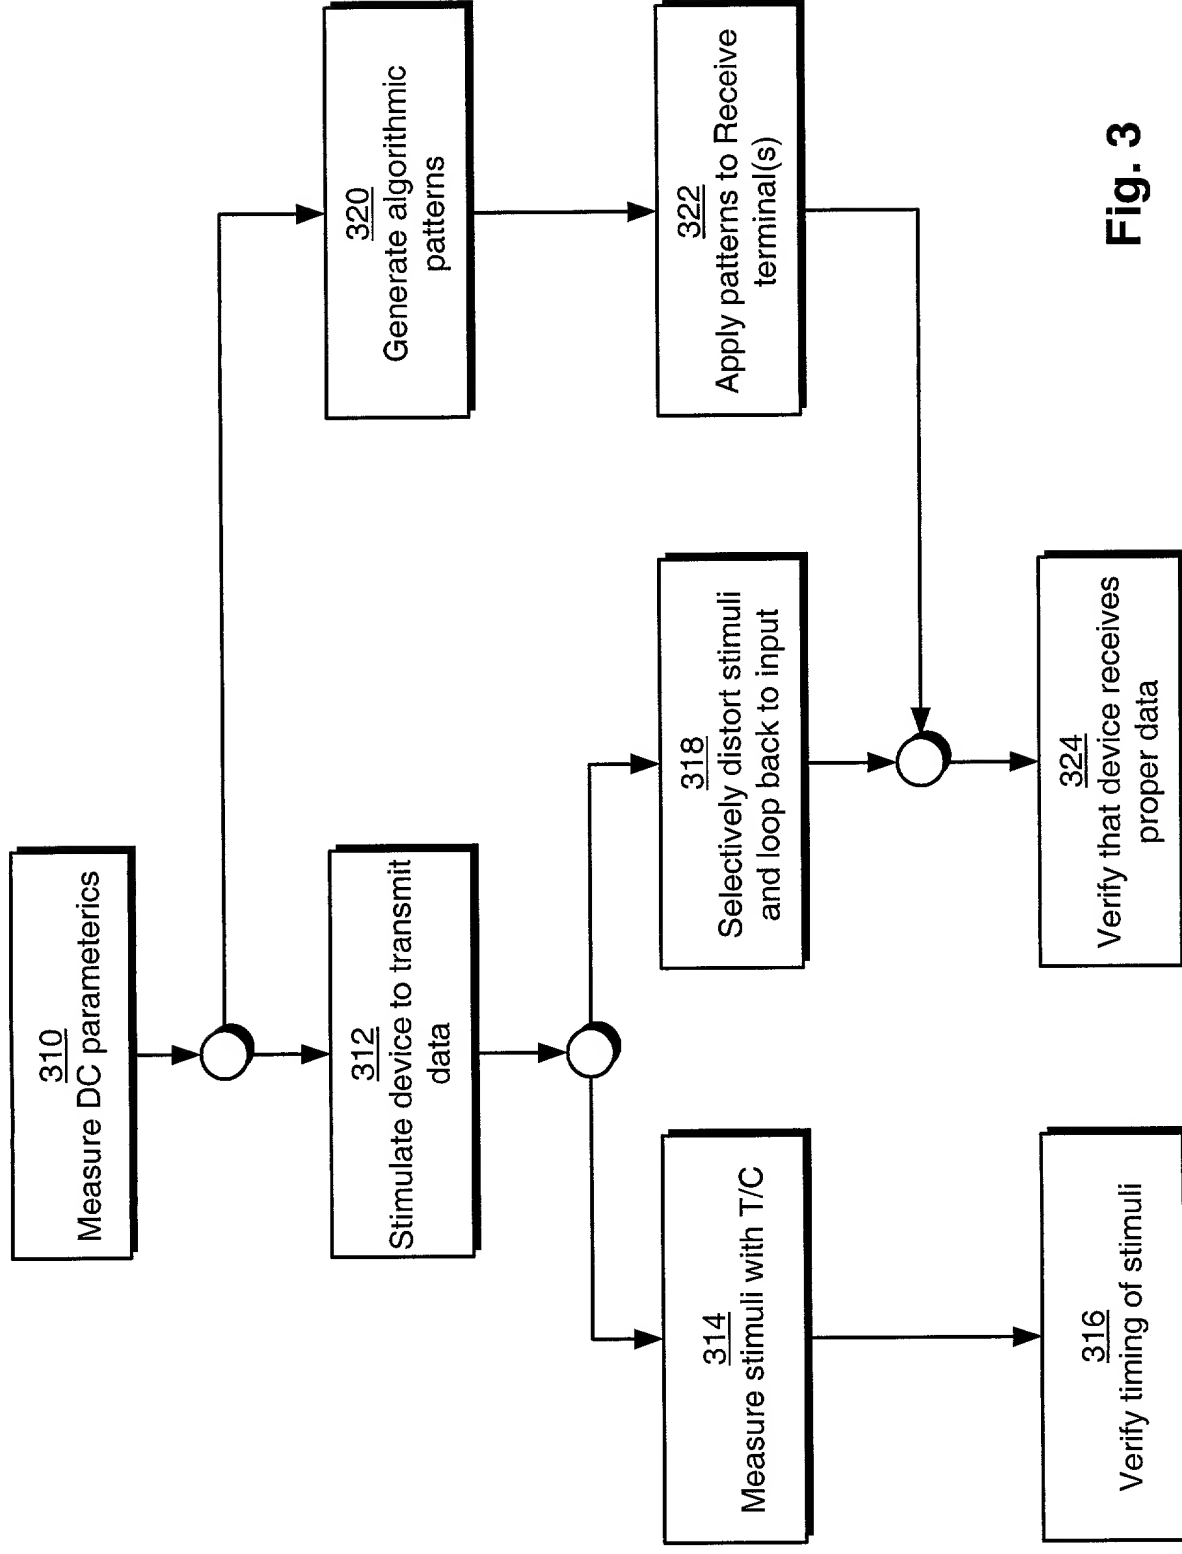 310
Measure DC parameterics
312
Stimulate device to transmit
data
314
Measure stimuli with T/C
316
Verify timing of stimuli
318
Selectively distort stimuli
and loop back to input
320
Generate algorithmic
patterns
322
Apply patterns to Receive
terminal(s)
324
Verify that device receives
proper data
Fig. 3